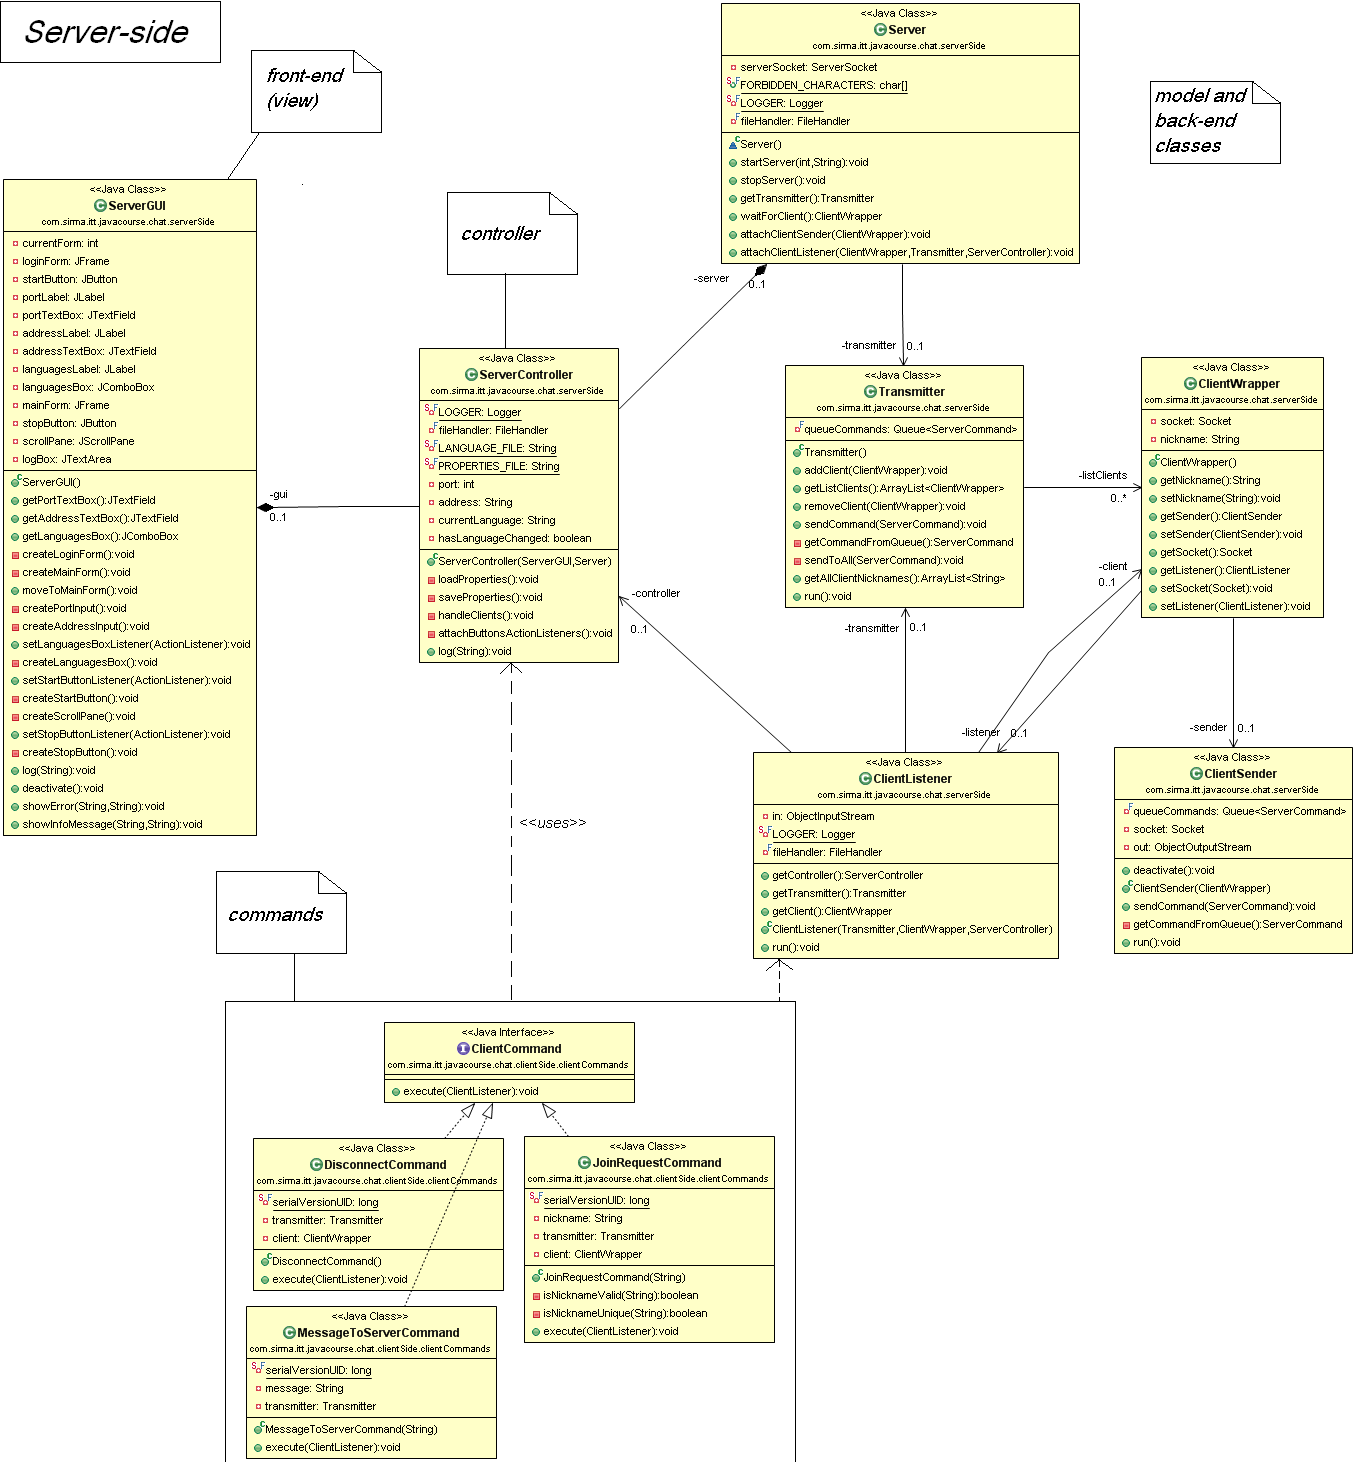 Server-side
front-end
(view)
<<Java Class>>
ServerGUI
com.sirma.itt.javacourse.chat.serverSide
currentForm: int
loginForm: JFrame
startButton: JButton
portLabel: JLabel
portTextBox: JTextField
addressLabel: JLabel
addressTextBox: JTextField
languagesLabel: JLabel
languagesBox: JComboBox
mainForm: JFrame
stopButton: JButton
scrollPane: JScrollPane
logBox: JTextArea
ServerGUI()
getPortTextBox():JTextField
getAddressTextBox():JTextField
getLanguagesBox():JComboBox
createLoginForm():void
createMainForm():void
moveToMainForm():void
createPortInput():void
createAddressInput():void
setLanguagesBoxListener(ActionListener):void
createLanguagesBox():void
setStartButtonListener(ActionListener):void
createStartButton():void
createScrollPane():void
setStopButtonListener(ActionListener):void
createStopButton():void
log(String):void
deactivate():void
showError(String,String):void
showInfoMessage(String,String):void
-gui
0..1
controller
<<Java Class>>
ServerController
com.sirma.itt.javacourse.chat.serverSide
LOGGER: Logger
fileHandler: FileHandler
LANGUAGE_FILE: String
PROPERTIES_FILE: String
port: int
address: String
currentLanguage: String
hasLanguageChanged: boolean
ServerController(ServerGUI,Server)
loadProperties():void
saveProperties():void
handleClients():void
attachButtonsActionListeners():void
log(String):void
<<Java Class>>
Server
com.sirma.itt.javacourse.chat.serverSide
serverSocket: ServerSocket
FORBIDDEN_CHARACTERS: char[]
LOGGER: Logger
fileHandler: FileHandler
Server()
startServer(int,String):void
stopServer():void
getTransmitter():Transmitter
waitForClient():ClientWrapper
attachClientSender(ClientWrapper):void
attachClientListener(ClientWrapper,Transmitter,ServerController):void
-server
0..1
-transmitter
0..1
model and
back-end
classes
<<Java Class>>
Transmitter
com.sirma.itt.javacourse.chat.serverSide
queueCommands: Queue<ServerCommand>
Transmitter()
addClient(ClientWrapper):void
getListClients():ArrayList<ClientWrapper>
removeClient(ClientWrapper):void
sendCommand(ServerCommand):void
getCommandFromQueue():ServerCommand
sendToAll(ServerCommand):void
getAllClientNicknames():ArrayList<String>
run():void
-listClients
0..*
<<Java Class>>
ClientWrapper
com.sirma.itt.javacourse.chat.serverSide
socket: Socket
nickname: String
ClientWrapper()
getNickname():String
setNickname(String):void
getSender():ClientSender
setSender(ClientSender):void
getSocket():Socket
getListener():ClientListener
setSocket(Socket):void
setListener(ClientListener):void
-client
0..1
-controller
0..1
-transmitter
0..1
-listener
0..1
-sender
0..1
<<Java Class>>
ClientListener
com.sirma.itt.javacourse.chat.serverSide
in: ObjectInputStream
LOGGER: Logger
fileHandler: FileHandler
getController():ServerController
getTransmitter():Transmitter
getClient():ClientWrapper
ClientListener(Transmitter,ClientWrapper,ServerController)
run():void
<<Java Class>>
ClientSender
com.sirma.itt.javacourse.chat.serverSide
queueCommands: Queue<ServerCommand>
socket: Socket
out: ObjectOutputStream
deactivate():void
ClientSender(ClientWrapper)
sendCommand(ServerCommand):void
getCommandFromQueue():ServerCommand
run():void
<<uses>>
commands
<<Java Interface>>
ClientCommand
com.sirma.itt.javacourse.chat.clientSide.clientCommands
execute(ClientListener):void
<<Java Class>>
DisconnectCommand
com.sirma.itt.javacourse.chat.clientSide.clientCommands
serialVersionUID: long
transmitter: Transmitter
client: ClientWrapper
DisconnectCommand()
execute(ClientListener):void
<<Java Class>>
JoinRequestCommand
com.sirma.itt.javacourse.chat.clientSide.clientCommands
serialVersionUID: long
nickname: String
transmitter: Transmitter
client: ClientWrapper
JoinRequestCommand(String)
isNicknameValid(String):boolean
isNicknameUnique(String):boolean
execute(ClientListener):void
<<Java Class>>
MessageToServerCommand
com.sirma.itt.javacourse.chat.clientSide.clientCommands
serialVersionUID: long
message: String
transmitter: Transmitter
MessageToServerCommand(String)
execute(ClientListener):void